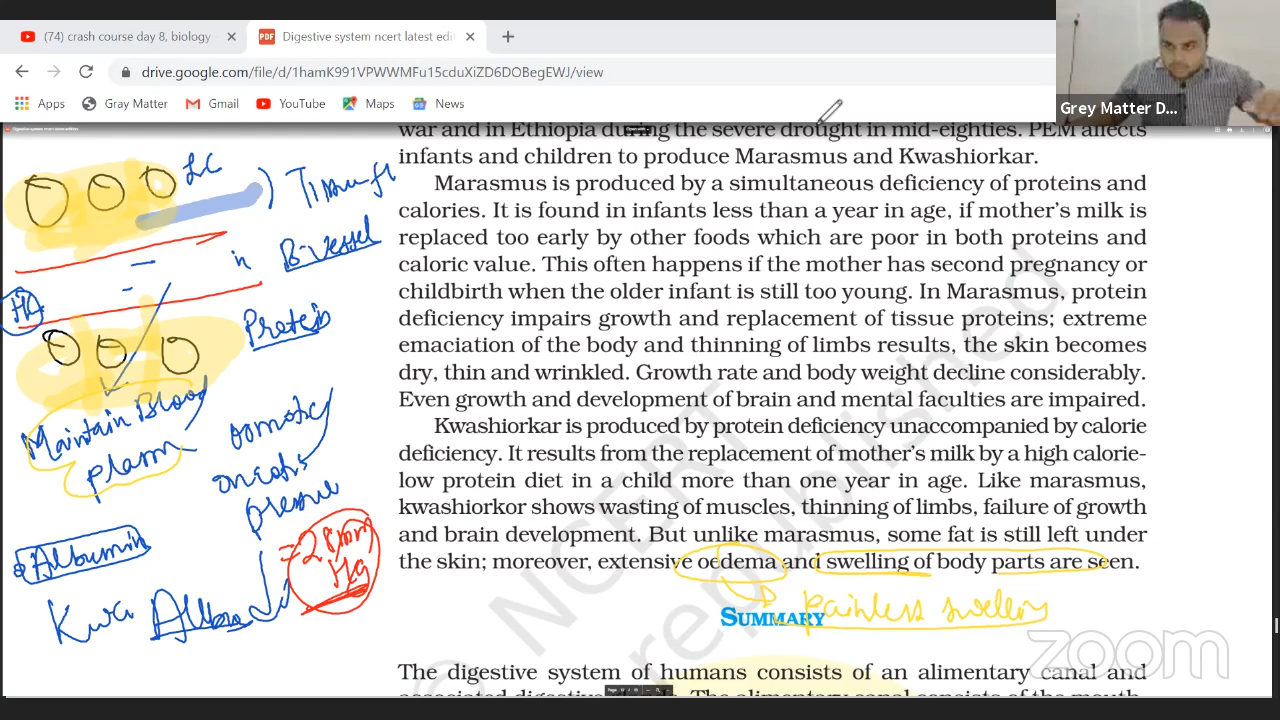 (74) crash course day 8, biology
Digestive system ncert latest edi
drive.google.com/file/d/1hamK991VPWWMFu15cduXiZD6DOBegEWJ/view
Apps Gray Matter Gmail YouTube Maps News
Grey Matter D...
war and in Ethiopia during the severe drought in mid-eighties. PEM affects
infants and children to produce Marasmus and Kwashiorkar.
Marasmus is produced by a simultaneous deficiency of proteins and
calories. It is found in infants less than a year in age, if mother's milk is
replaced too early by other foods which are poor in both proteins and
caloric value. This often happens if the mother has second pregnancy or
childbirth when the older infant is still too young. In Marasmus, protein
deficiency impairs growth and replacement of tissue proteins; extreme
emaciation of the body and thinning of limbs results, the skin becomes
dry, thin and wrinkled. Growth rate and body weight decline considerably.
Even growth and development of brain and mental faculties are impaired.
Kwashiorkar is produced by protein deficiency unaccompanied by calorie
deficiency. It results from the replacement of mother's milk by a high calorie-
low protein diet in a child more than one year in age. Like marasmus,
kwashiorkor shows wasting of muscles, thinning of limbs, failure of growth
and brain development. But unlike marasmus, some fat is still left under
the skin; moreover, extensive oedema and swelling of body parts are seen.
painless swelling
SUMMARY
The digestive system of humans consists of an alimentary canal and
© NCERT
republished
zoom
in B.vessel
Protein
Maintain Blood
plasm
osmotic
oncotic
pressure
= 28mm
Hg
Albumin
Kwa